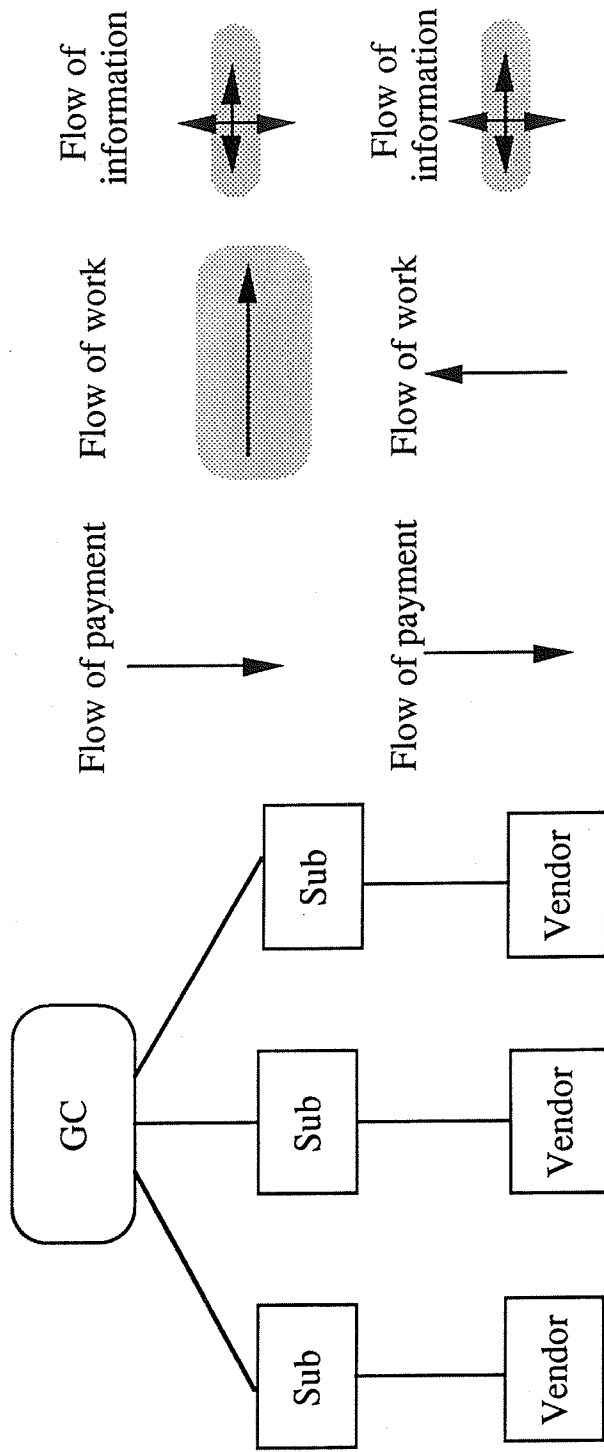 GC
Sub
Sub
Sub
Vendor
Vendor
Vendor
Flow of payment
Flow of work
Flow of
information
Flow of payment
Flow of work
Flow of
information